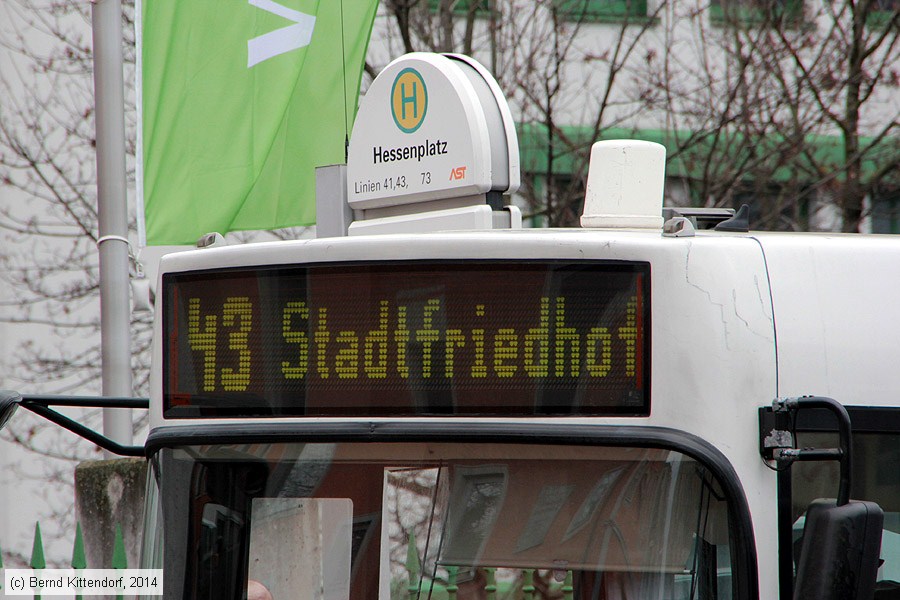 V
H
Hessenplatz
Linien 41,43, 73 AST
43 Stadtfriedhof
(c) Bernd Kittendorf, 2014